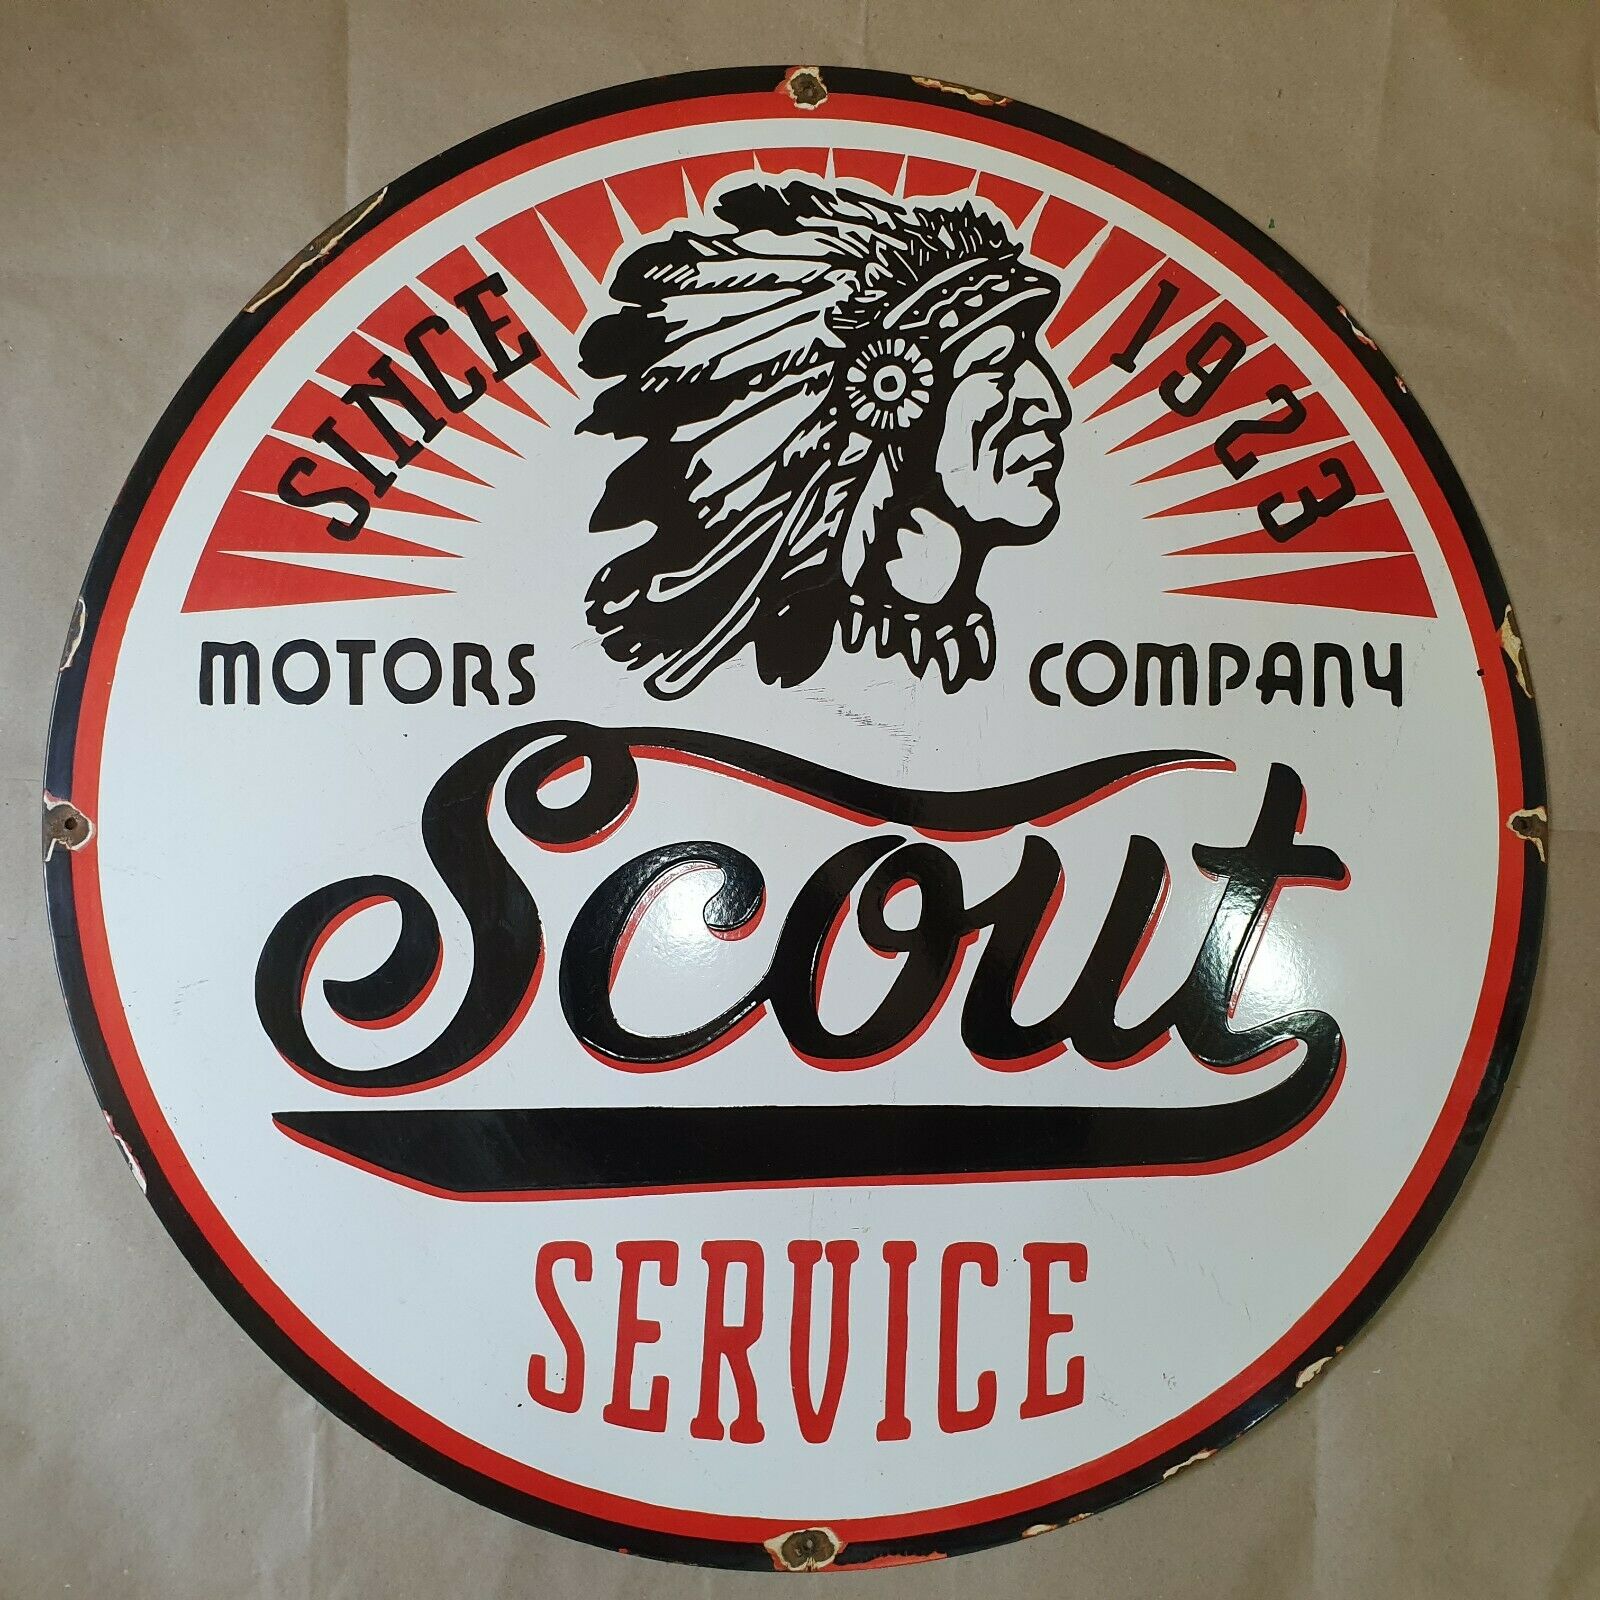 SINCE 1923
MOTORS COMPANY
Scout
SERVICE